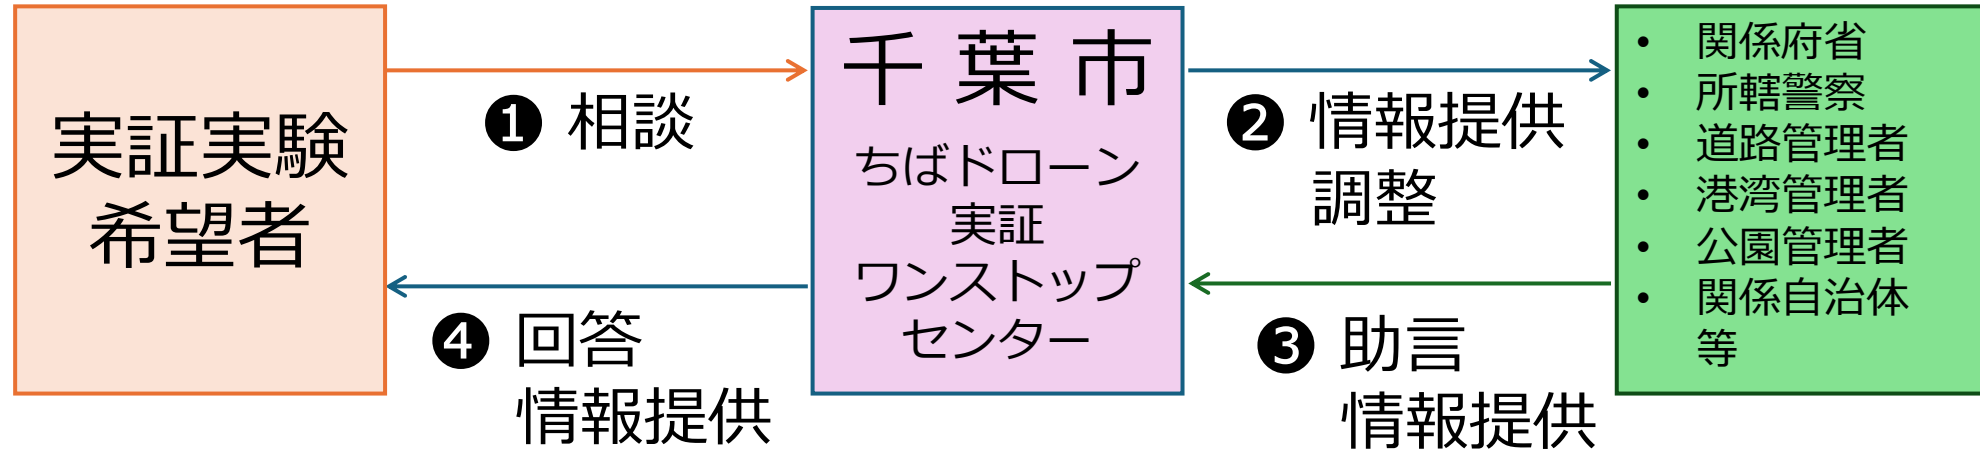 実証実験
希望者
❶ 相談
❹ 回答
情報提供
千 葉 市
ちばドローン
実証
ワンストップ
センター
❷ 情報提供
調整
❸ 助言
情報提供
• 関係府省
• 所轄警察
• 道路管理者
• 港湾管理者
• 公園管理者
• 関係自治体
等